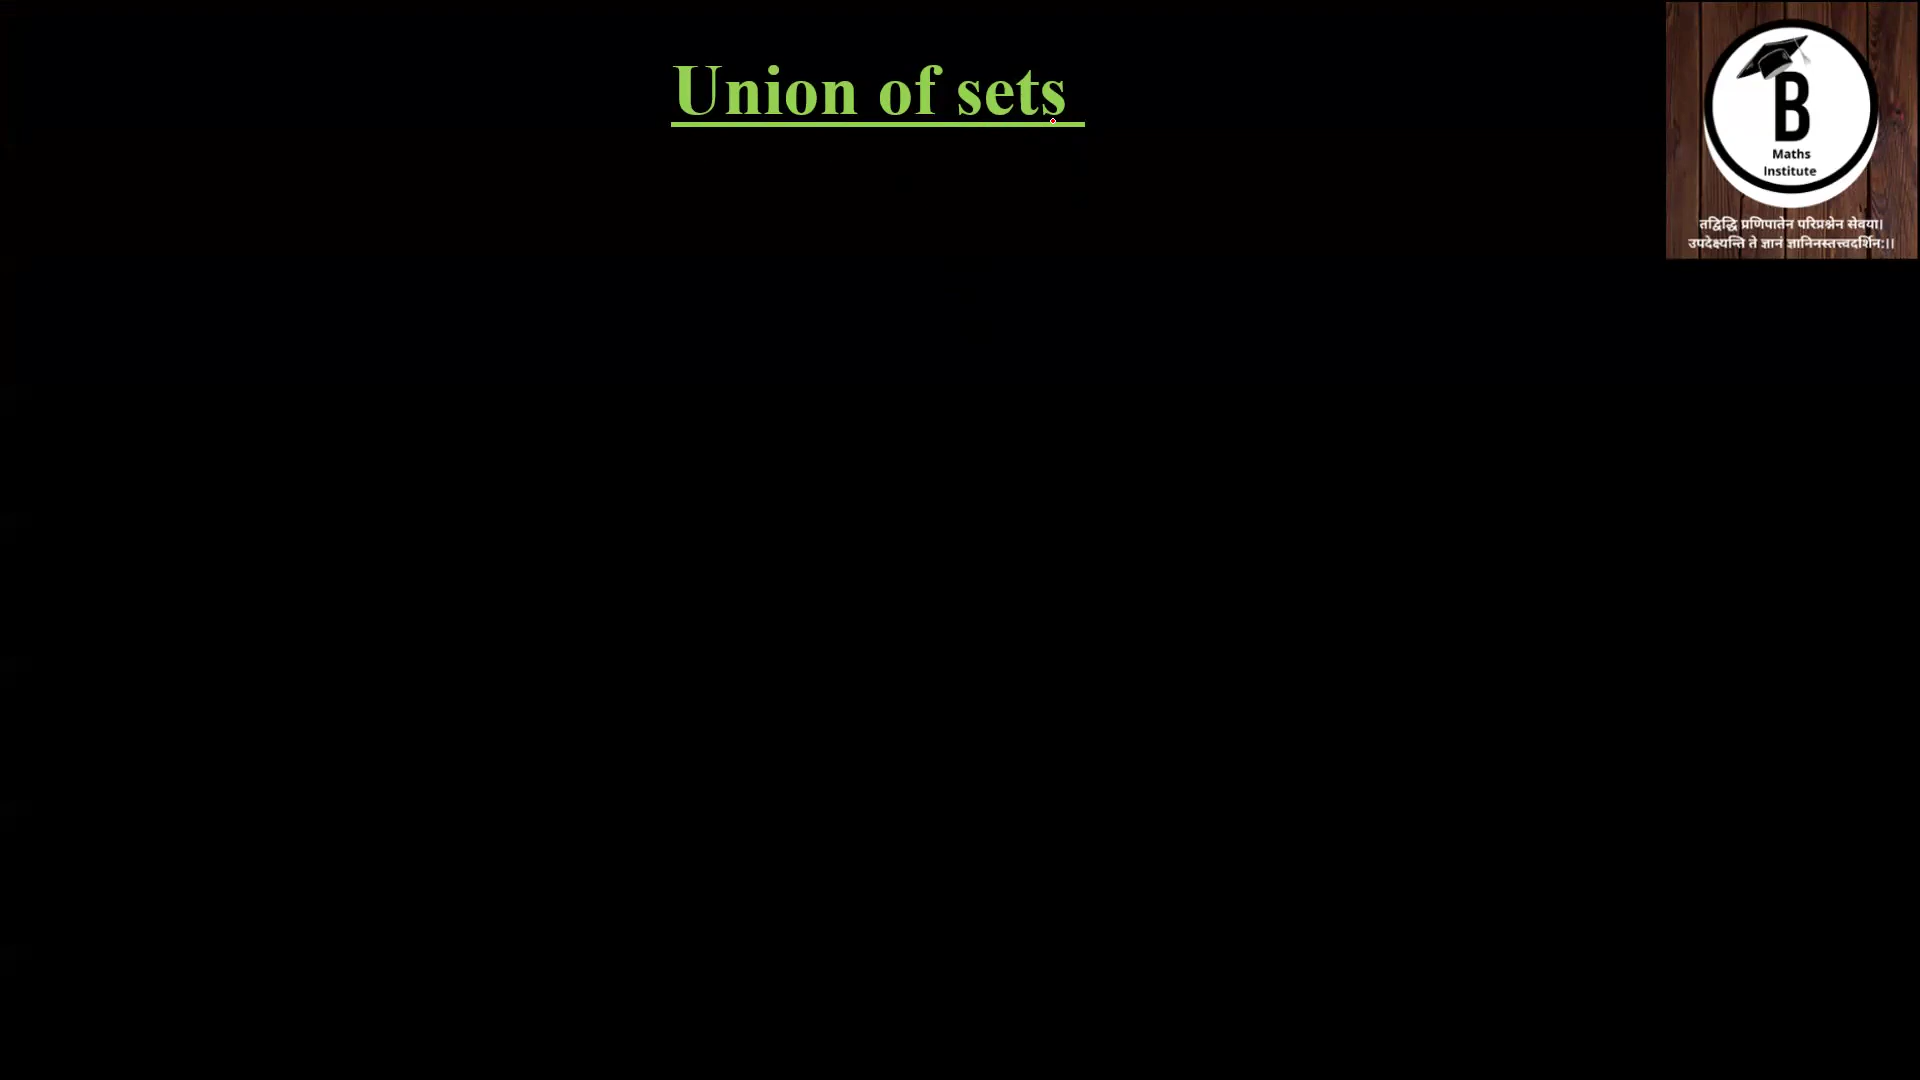 Union of sets
B
Maths
Institute
तद्विद्धि प्रणिपातेन परिप्रश्नेन सेवया।
उपदेक्ष्यन्ति ते ज्ञानं ज्ञानिनस्तत्त्वदर्शिन:।।